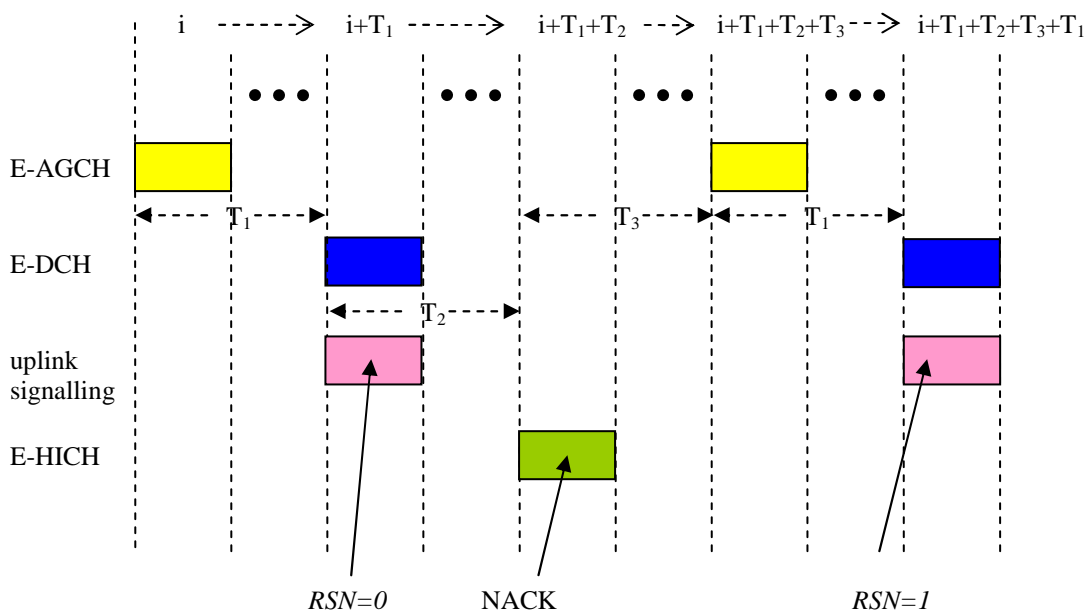 i i+T₁ i+T₁+T₂ i+T₁+T₂+T₃ i+T₁+T₂+T₃+T₁
E-AGCH
T₁ T₃ T₁
E-DCH
T₂
uplink
signalling
E-HICH
RSN=0 NACK RSN=1